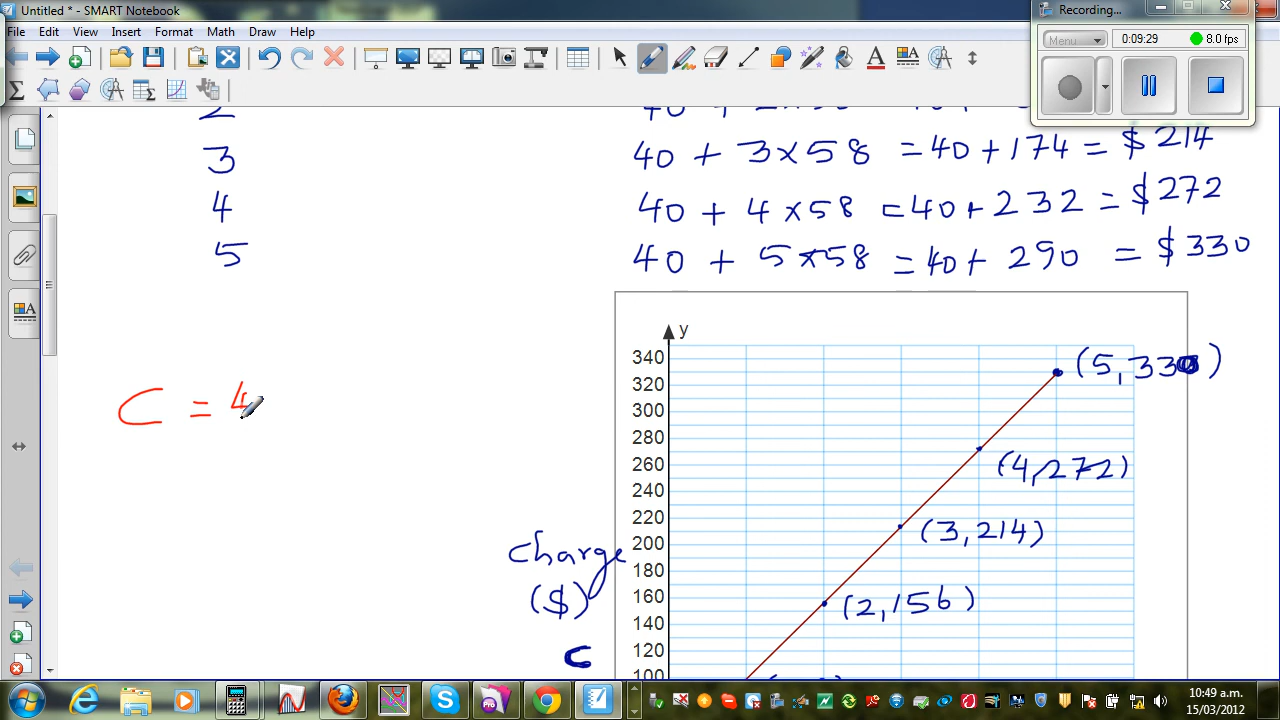 Untitled * - SMART Notebook
File Edit View Insert Format Math Draw Help
Recording...
Menu
0:09:29
8.0 fps
2
3
4
5
40 + 3×58 = 40 + 174 = $214
40 + 4×58 = 40 + 232 = $272
40 + 5×58 = 40 + 290 = $330
C = 4
y
340
320
300
280
260
240
220
200
180
160
140
120
100
(5, 330)
(4, 272)
(3, 214)
(2, 156)
charge
($)
C
10:49 a.m.
15/03/2012